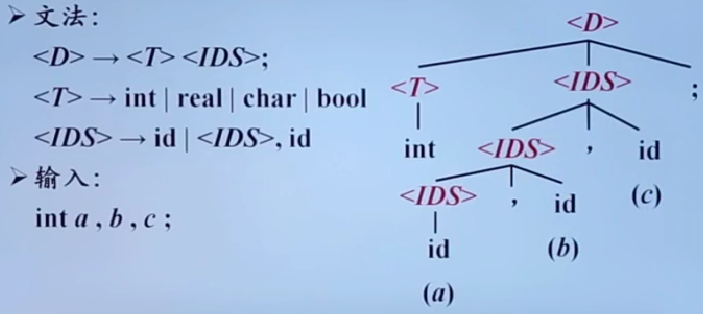 ➢ 文法:
<D> → <T> <IDS>;
<T> → int | real | char | bool
<IDS> → id | <IDS>, id
➢ 输入:
int a , b , c ;
<D>
<T> <IDS> ;
int <IDS> , id
<IDS> , id (c)
id (b)
(a)